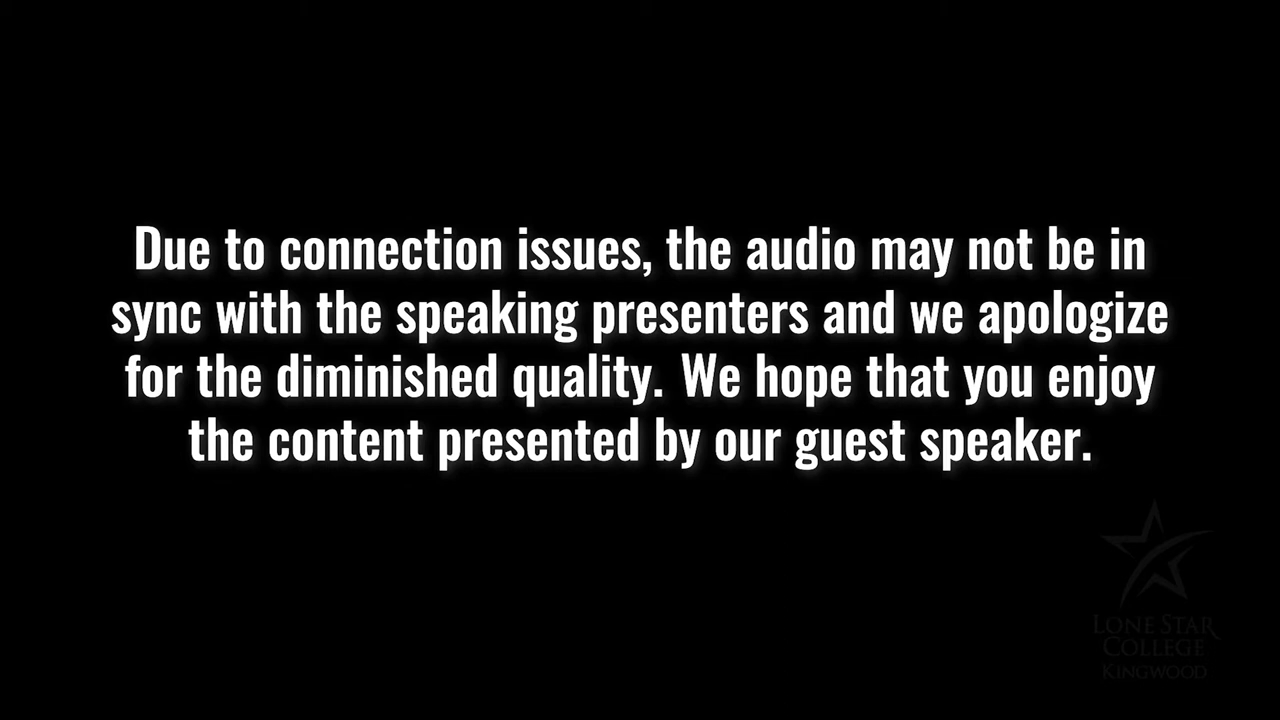 Due to connection issues, the audio may not be in
sync with the speaking presenters and we apologize
for the diminished quality. We hope that you enjoy
the content presented by our guest speaker.
LONE STAR
COLLEGE
KINGWOOD